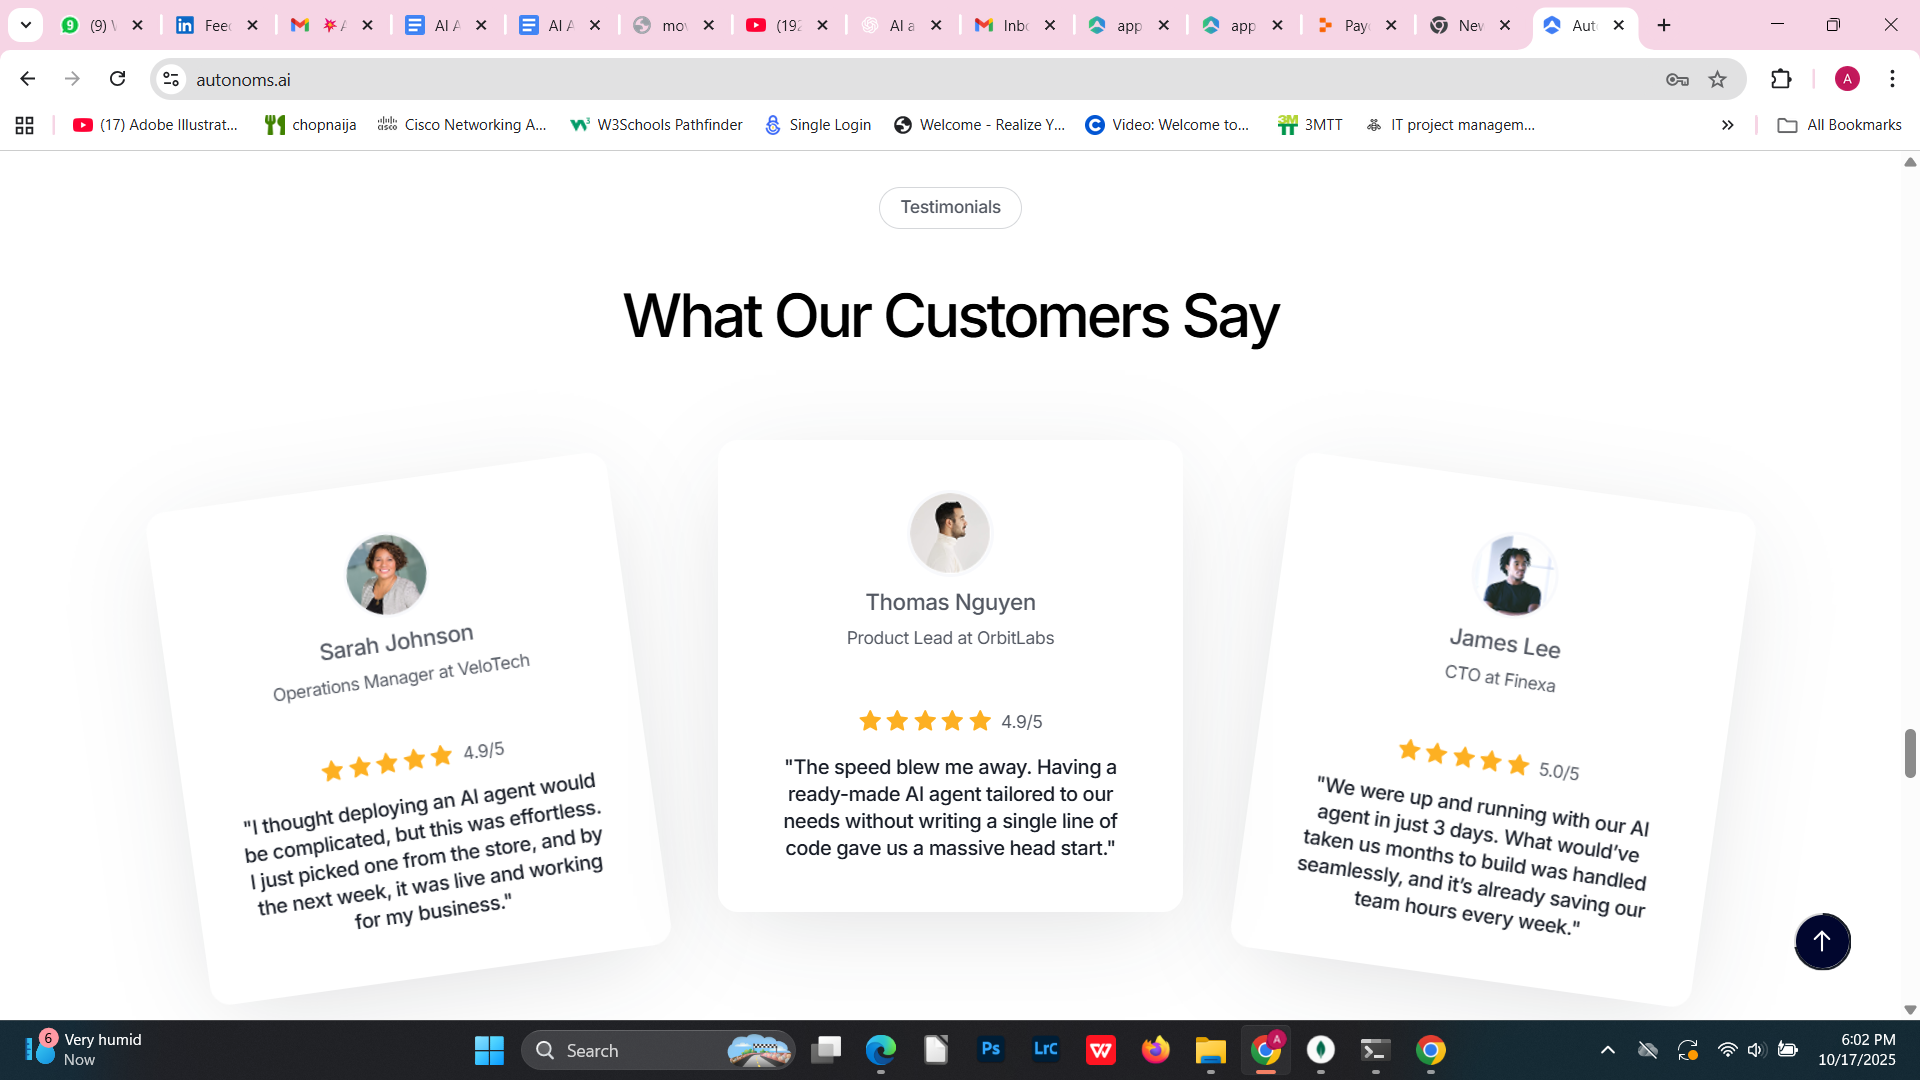 (9) W
Feed
A
AI A
AI A
mov
(192
AI a
Inbo
app
app
Pay
New
Auto
autonoms.ai
A
(17) Adobe Illustrat...
chopnaija
Cisco Networking A...
W3Schools Pathfinder
Single Login
Welcome - Realize Y...
Video: Welcome to...
3MTT
IT project managem...
All Bookmarks
Testimonials
What Our Customers Say
Sarah Johnson
Operations Manager at VeloTech
4.9/5
"I thought deploying an AI agent would
be complicated, but this was effortless.
I just picked one from the store, and by
the next week, it was live and working
for my business."
Thomas Nguyen
Product Lead at OrbitLabs
4.9/5
"The speed blew me away. Having a
ready-made AI agent tailored to our
needs without writing a single line of
code gave us a massive head start."
James Lee
CTO at Finexa
5.0/5
"We were up and running with our AI
agent in just 3 days. What would’ve
taken us months to build was handled
seamlessly, and it’s already saving our
team hours every week."
6
Very humid
Now
Search
Ps
LrC
A
6:02 PM
10/17/2025